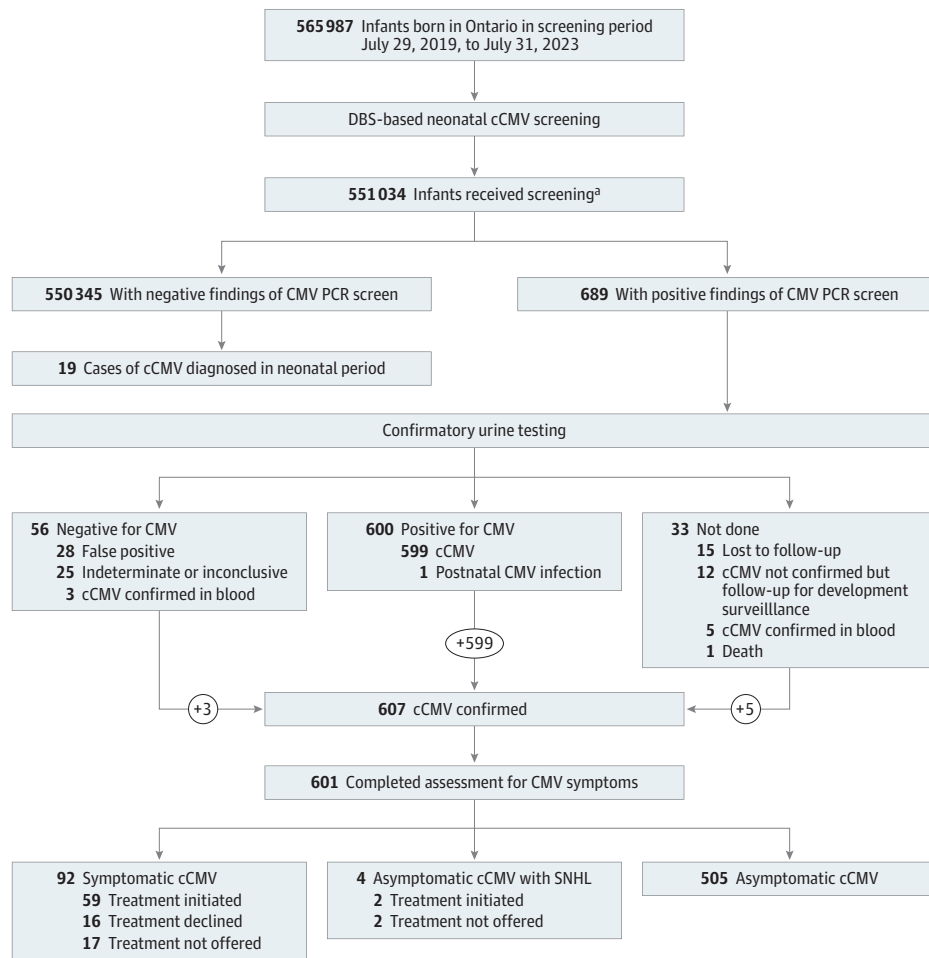 565 987 Infants born in Ontario in screening period
July 29, 2019, to July 31, 2023
DBS-based neonatal cCMV screening
551 034 Infants received screeningᵃ
550 345 With negative findings of CMV PCR screen
689 With positive findings of CMV PCR screen
19 Cases of cCMV diagnosed in neonatal period
Confirmatory urine testing
56 Negative for CMV
28 False positive
25 Indeterminate or inconclusive
3 cCMV confirmed in blood
600 Positive for CMV
599 cCMV
1 Postnatal CMV infection
33 Not done
15 Lost to follow-up
12 cCMV not confirmed but
follow-up for development
surveilllance
5 cCMV confirmed in blood
1 Death
+599
+3
607 cCMV confirmed
+5
601 Completed assessment for CMV symptoms
92 Symptomatic cCMV
59 Treatment initiated
16 Treatment declined
17 Treatment not offered
4 Asymptomatic cCMV with SNHL
2 Treatment initiated
2 Treatment not offered
505 Asymptomatic cCMV